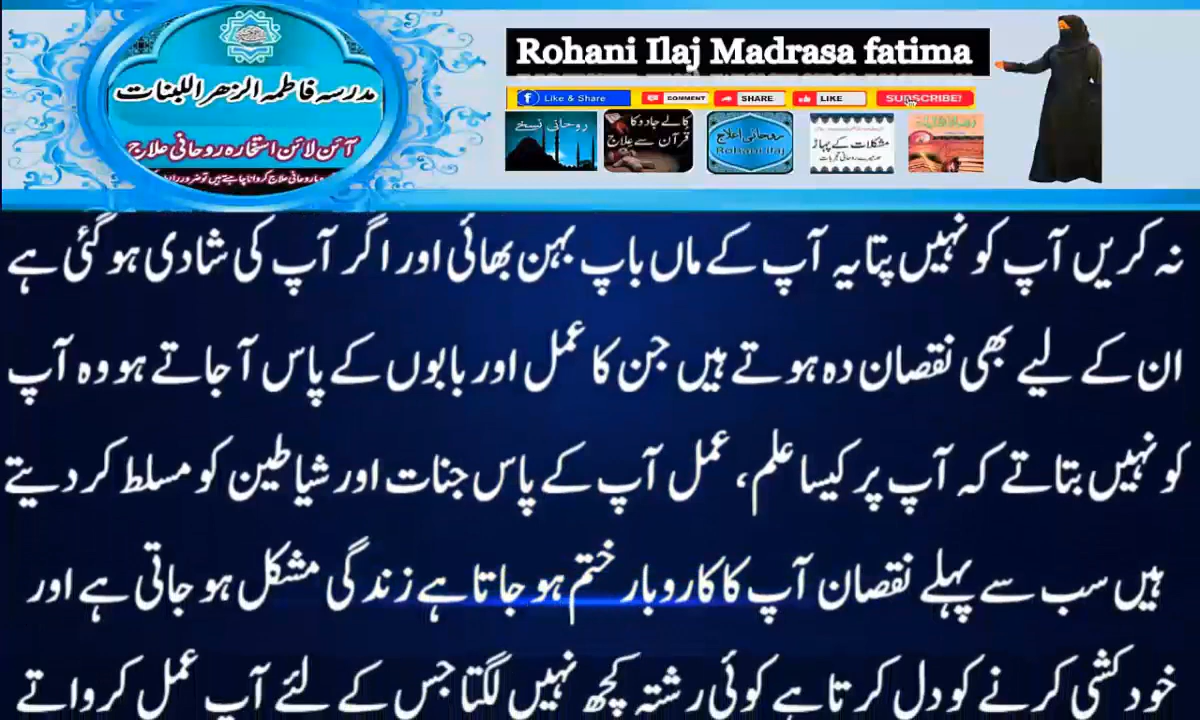 مدرسہ فاطمہ الزھرا للبنات
آئن لائن استخارہ روحانی علاج
Rohani Ilaj Madrasa fatima
Like & Share
COMMENT
SHARE
LIKE
SUBSCRIBE!
روحانی نسخے
کالے جادو کا
قرآن سے علاج
روحانی اعلاج
Rohani ilaj
مشکلات کے پہاڑ
نہ کریں آپ کو نہیں پتا یہ آپ کے ماں باپ بہن بھائی اور اگر آپ کی شادی ہو گئی ہے
ان کے لیے بھی نقصان دہ ہوتے ہیں جن کا عمل اور بابوں کے پاس آ جاتے ہو وہ آپ
کو نہیں بتاتے کہ آپ پر کیسا علم، عمل آپ کے پاس جنات اور شیاطین کو مسلط کر دیتے
ہیں سب سے پہلے نقصان آپ کا کاروبار ختم ہو جاتا ہے زندگی مشکل ہو جاتی ہے اور
خودکشی کرنے کو دل کرتا ہے کوئی رشتہ کچھ نہیں لگتا جس کے لئے آپ عمل کرواتے